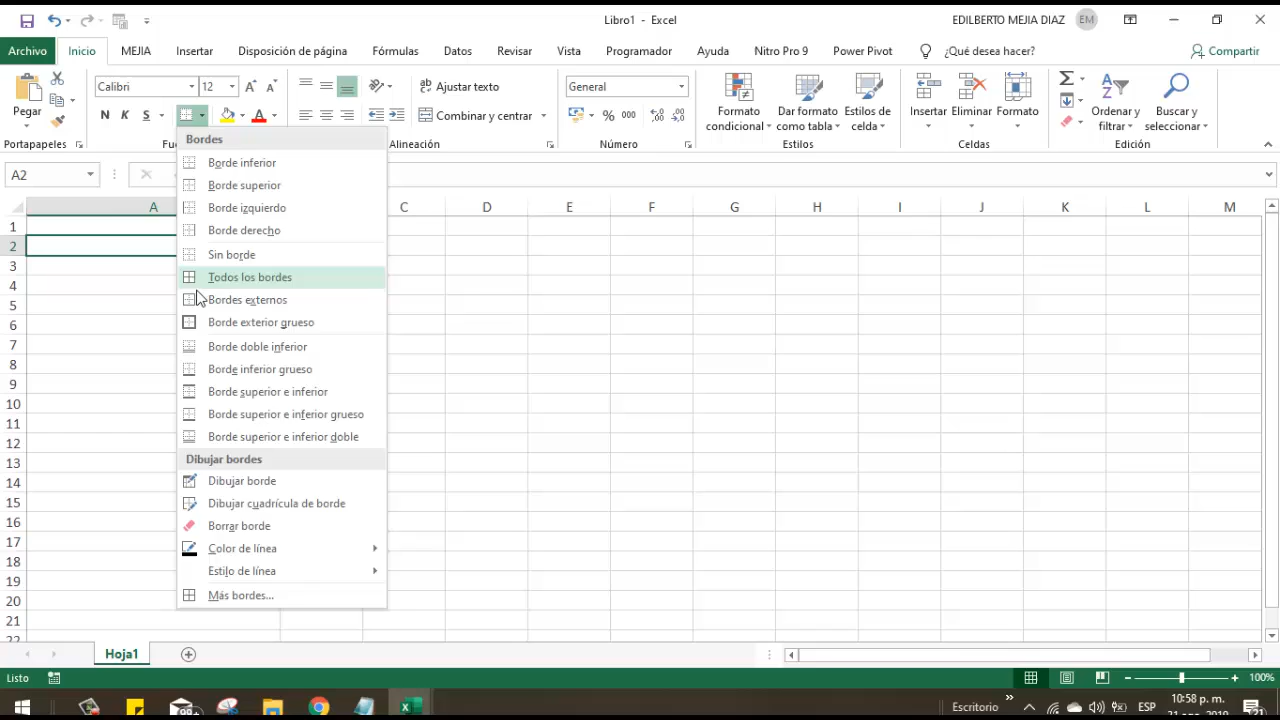 Libro1 - Excel
EDILBERTO MEJIA DIAZ
EM
Archivo Inicio MEJIA Insertar Disposición de página Fórmulas Datos Revisar Vista Programador Ayuda Nitro Pro 9 Power Pivot ¿Qué desea hacer? Compartir
Pegar
Portapapeles
Calibri 12
N K S
Fu
Ajustar texto
Combinar y centrar
Alineación
General
% 000
Número
Formato condicional
Dar formato como tabla
Estilos de celda
Estilos
Insertar Eliminar Formato
Celdas
Ordenar y filtrar
Buscar y seleccionar
Edición
A2
Bordes
Borde inferior
Borde superior
Borde izquierdo
Borde derecho
Sin borde
Todos los bordes
Bordes externos
Borde exterior grueso
Borde doble inferior
Borde inferior grueso
Borde superior e inferior
Borde superior e inferior grueso
Borde superior e inferior doble
Dibujar bordes
Dibujar borde
Dibujar cuadrícula de borde
Borrar borde
Color de línea
Estilo de línea
Más bordes...
A C D E F G H I J K L M
1
2
3
4
5
6
7
8
9
10
11
12
13
14
15
16
17
18
19
20
21
22
Hoja1
Listo
100%
Escritorio
ESP
10:58 p. m.